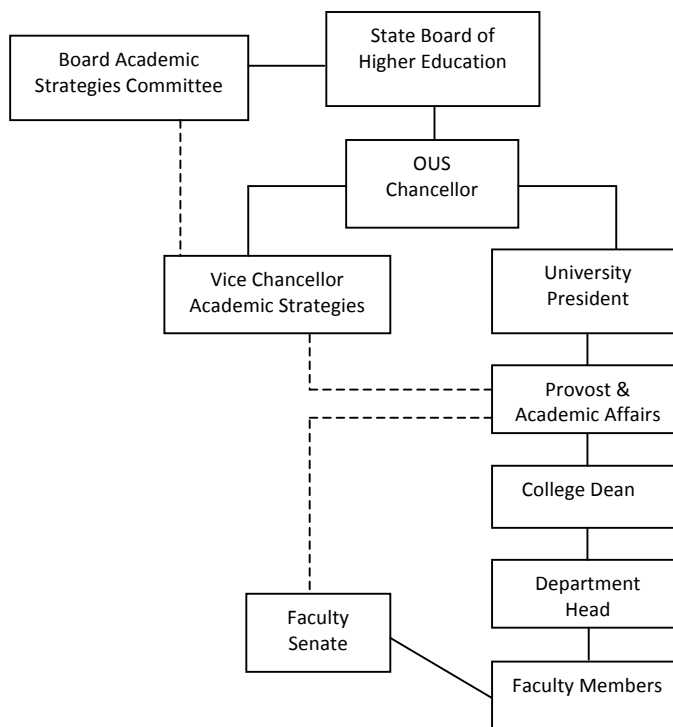 State Board of
Higher Education
Board Academic
Strategies Committee
OUS
Chancellor
Vice Chancellor
Academic Strategies
University
President
Provost &
Academic Affairs
College Dean
Department
Head
Faculty
Senate
Faculty Members